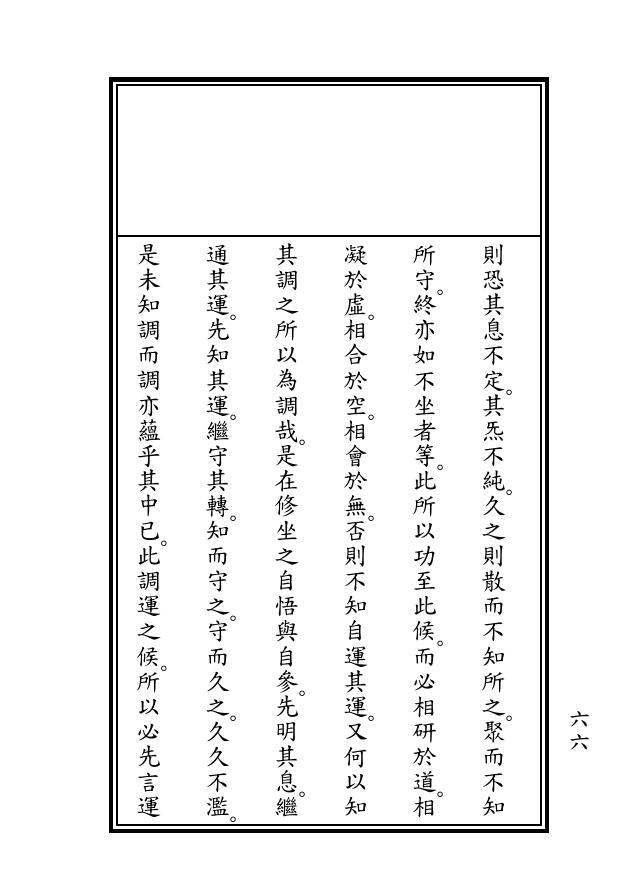 則恐其息不定。其炁不純。久之則散而不知所之。聚而不知
所守。終亦如不坐者等。此所以功至此候。而必相研於道。相
凝於虛。相合於空。相會於無。否則不知自運其運。又何以知
其調之所以為調哉。是在修坐之自悟與自參。先明其息。繼
通其運。先知其運。繼守其轉。知而守之。守而久之。久久不濫。
是未知調而調亦蘊乎其中已。此調運之候。所以必先言運
六六